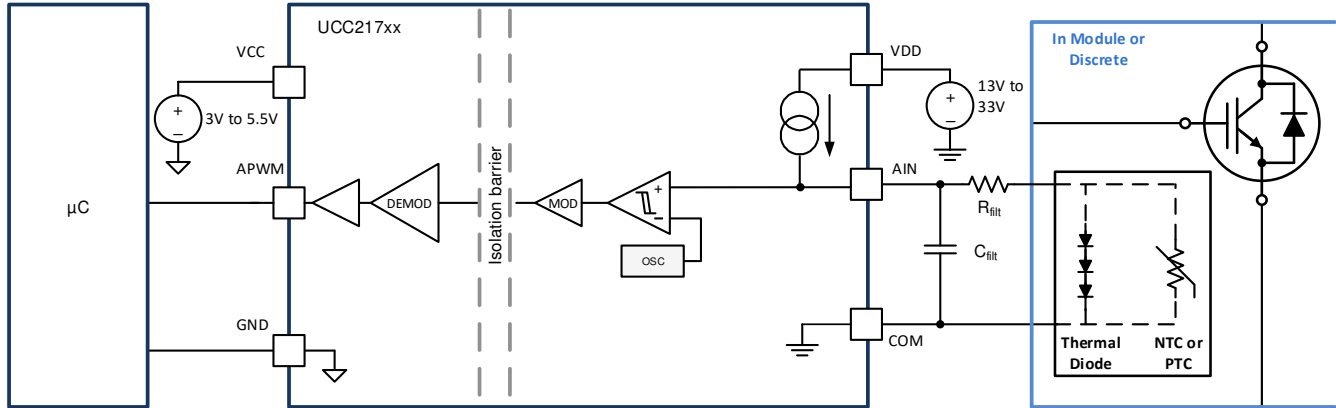 UCC217xx
In Module or
Discrete
VCC
VDD
+
3V to 5.5V
−
+
13V to
33V
−
APWM
AIN
µC
DEMOD
Isolation barrier
MOD
+
−
OSC
Rfilt
Cfilt
GND
COM
Thermal
Diode
NTC or
PTC